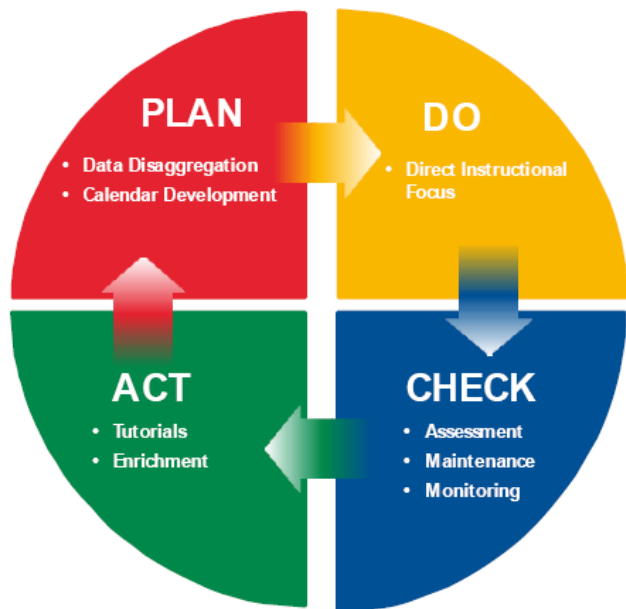 PLAN
• Data Disaggregation
• Calendar Development
DO
• Direct Instructional
Focus
CHECK
• Assessment
• Maintenance
• Monitoring
ACT
• Tutorials
• Enrichment